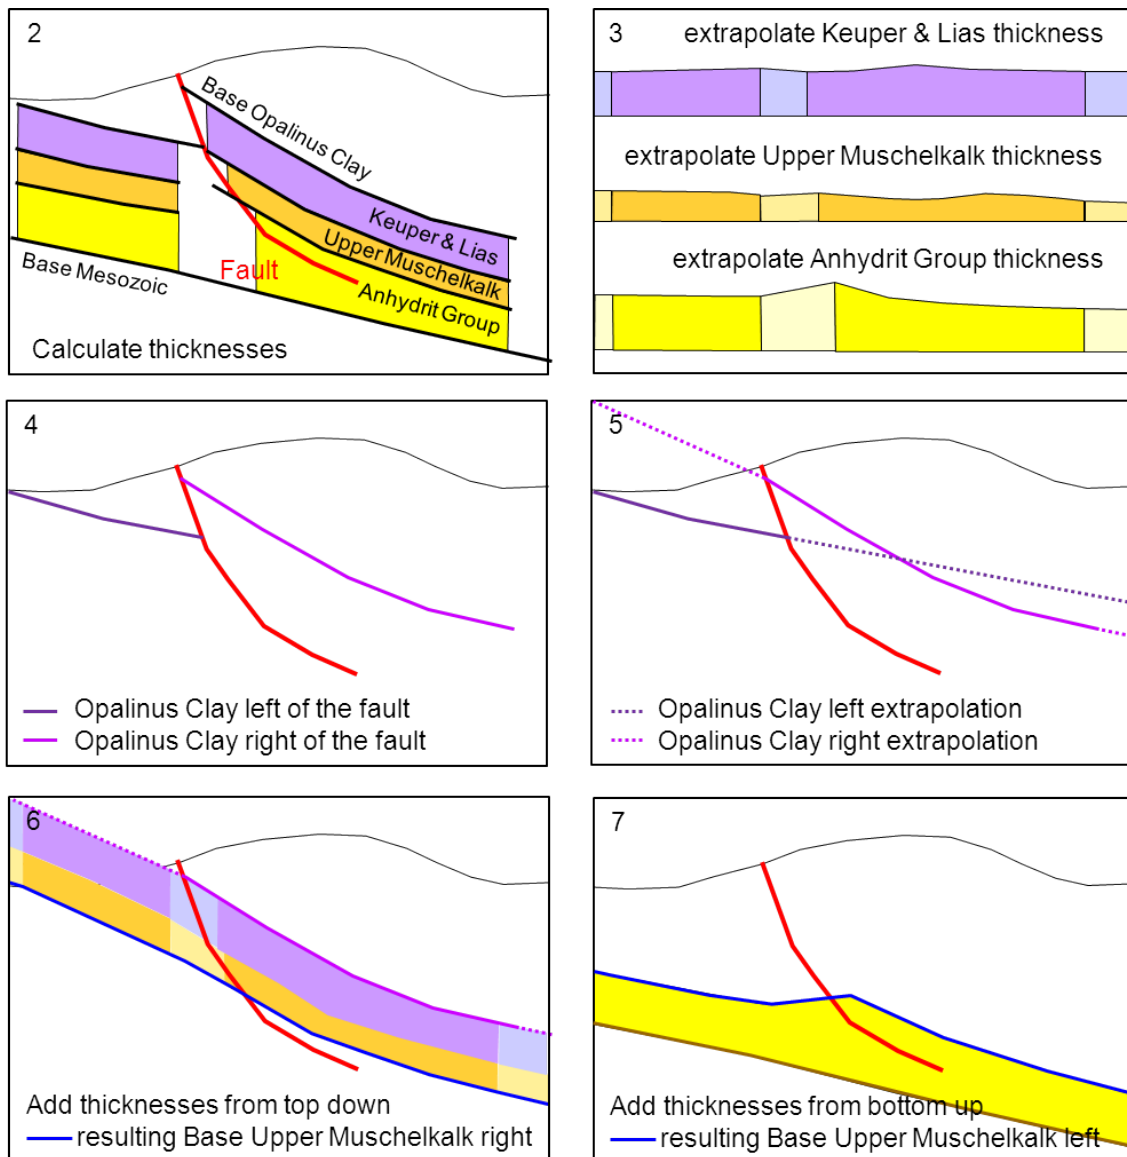 2
Base Opalinus Clay
Keuper & Lias
Upper Muschelkalk
Anhydrit Group
Fault
Base Mesozoic
Calculate thicknesses
3
extrapolate Keuper & Lias thickness
extrapolate Upper Muschelkalk thickness
extrapolate Anhydrit Group thickness
4
Opalinus Clay left of the fault
Opalinus Clay right of the fault
5
Opalinus Clay left extrapolation
Opalinus Clay right extrapolation
6
Add thicknesses from top down
resulting Base Upper Muschelkalk right
7
Add thicknesses from bottom up
resulting Base Upper Muschelkalk left